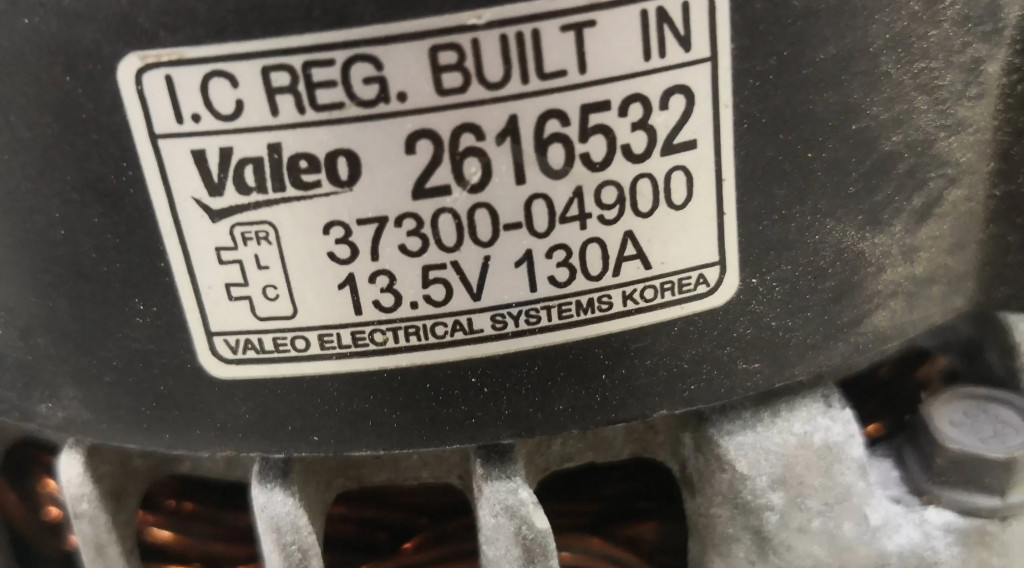 I.C REG. BUILT IN
Valeo 2616532
FR
L
C
37300-04900
13.5V 130A
VALEO ELECTRICAL SYSTEMS KOREA